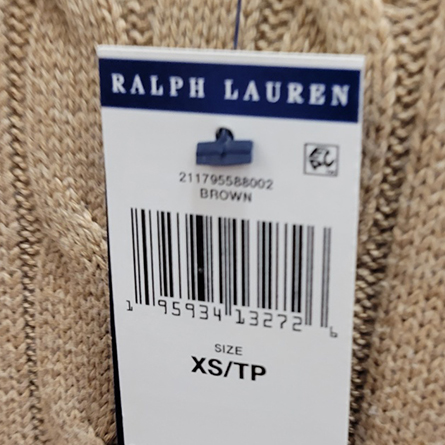 RALPH LAUREN
211795588002
BROWN
1 95934 13272 6
SIZE
XS/TP